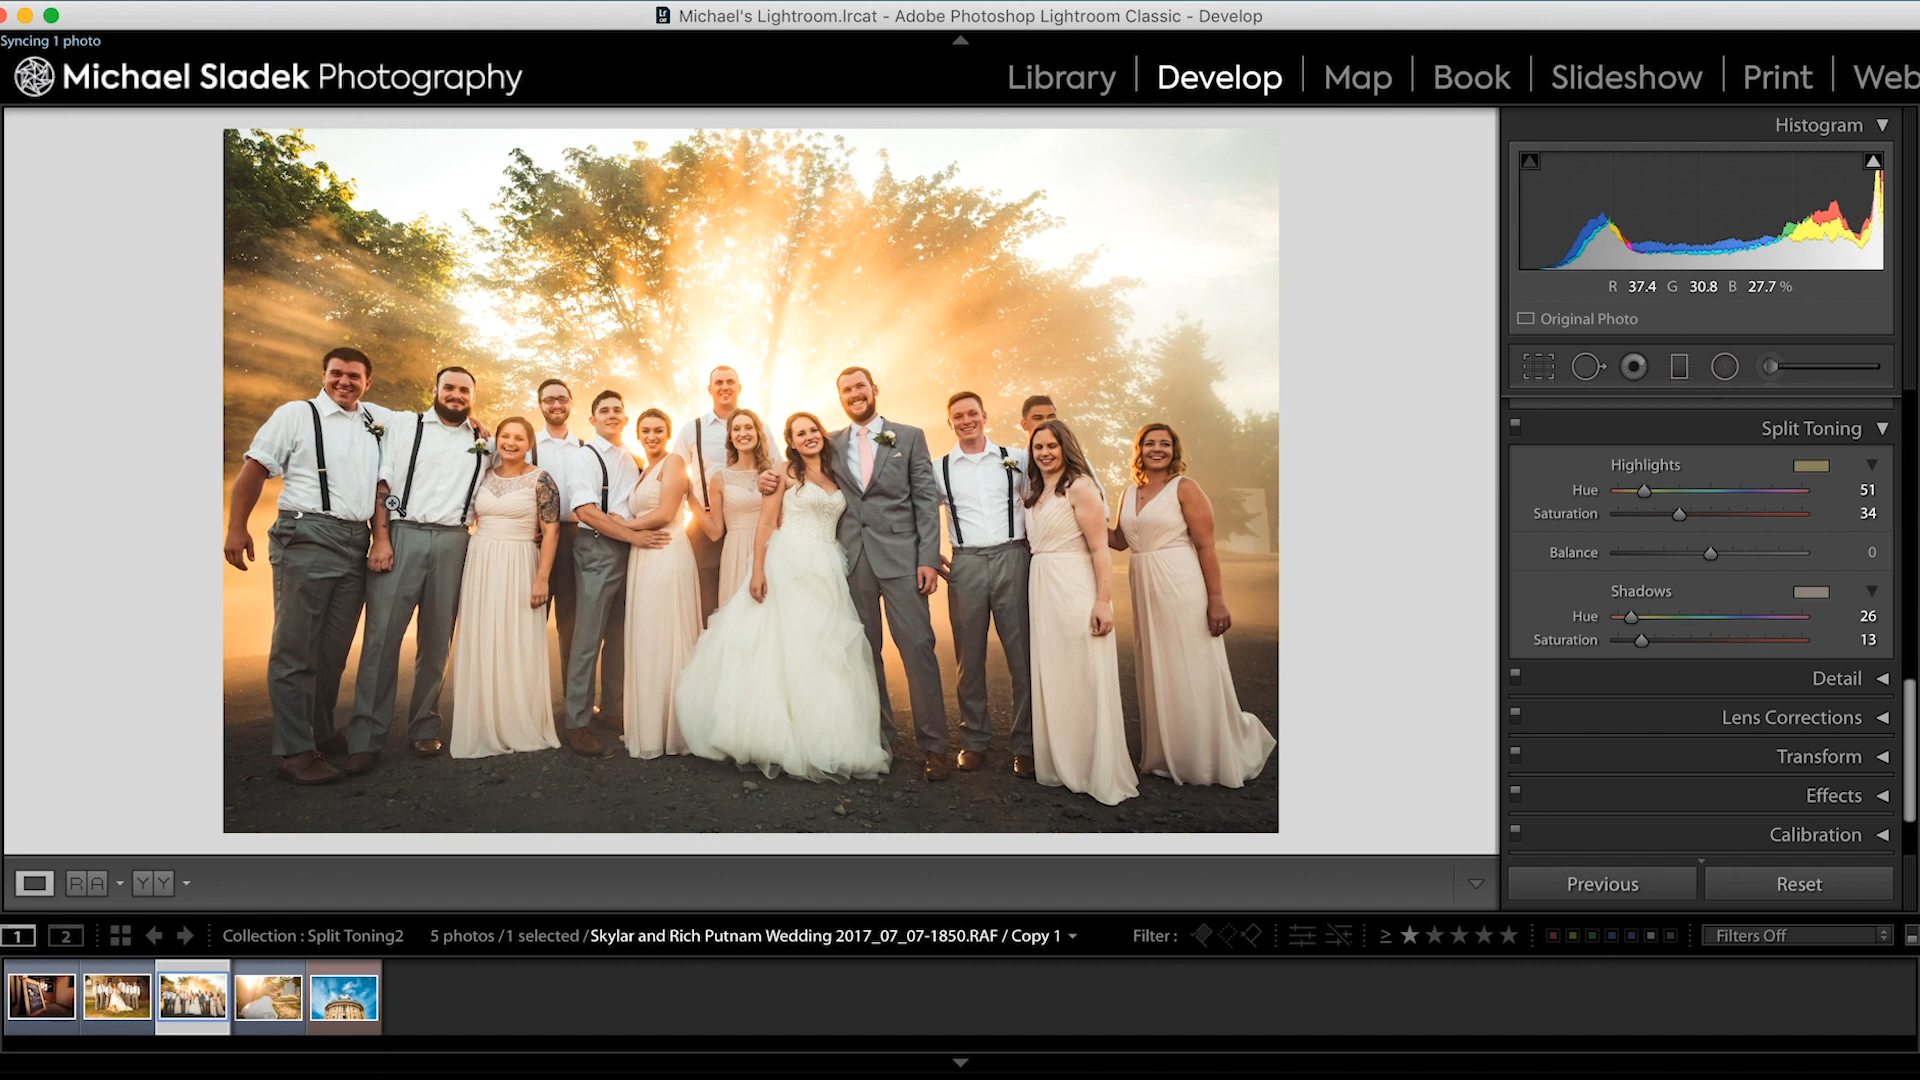 Michael's Lightroom.lrcat - Adobe Photoshop Lightroom Classic - Develop
Syncing 1 photo
Michael Sladek Photography
Library | Develop | Map | Book | Slideshow | Print | Web
Histogram
R 37.4 G 30.8 B 27.7 %
Original Photo
Split Toning
Highlights
Hue 51
Saturation 34
Balance 0
Shadows
Hue 26
Saturation 13
Detail
Lens Corrections
Transform
Effects
Calibration
R A Y Y
Previous Reset
1 2 Collection : Split Toning2 5 photos / 1 selected / Skylar and Rich Putnam Wedding 2017_07_07-1850.RAF / Copy 1 Filter : ≥ Filters Off